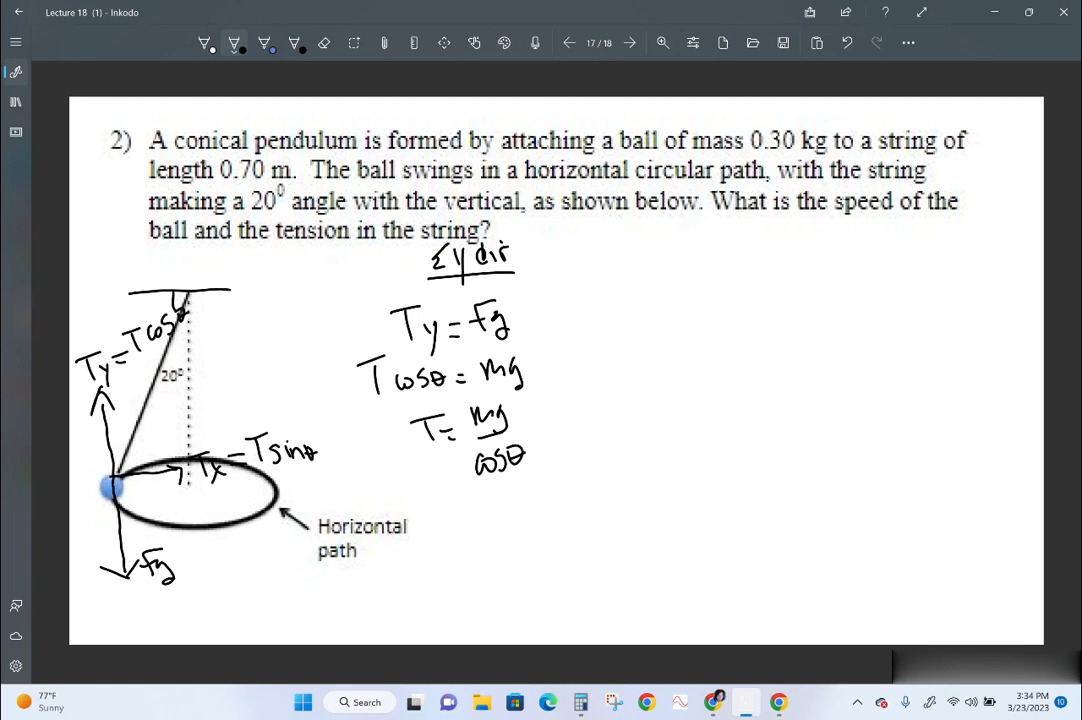 Lecture 18 (1) - Inkodo
17 / 18
2) A conical pendulum is formed by attaching a ball of mass 0.30 kg to a string of
length 0.70 m. The ball swings in a horizontal circular path, with the string
making a 20⁰ angle with the vertical, as shown below. What is the speed of the
ball and the tension in the string?
Σ y dir
Ty = Fg
T cosθ = mg
T = mg
cosθ
Ty = T cosθ
20⁰
Tx = T sinθ
Fg
Horizontal
path
77°F
Sunny
Search
3:34 PM
3/23/2023
10